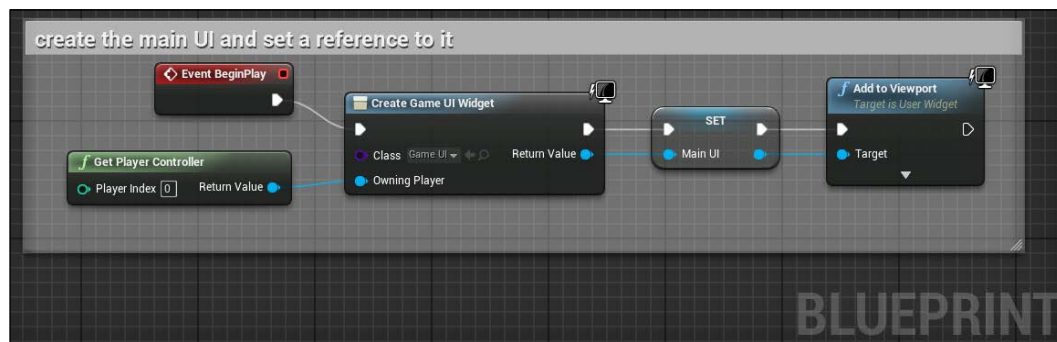 create the main UI and set a reference to it
Event BeginPlay
Get Player Controller
Player Index 0 Return Value
Create Game UI Widget
Class Game UI Return Value
Owning Player
SET
Main UI
f Add to Viewport
Target is User Widget
Target
BLUEPRINT